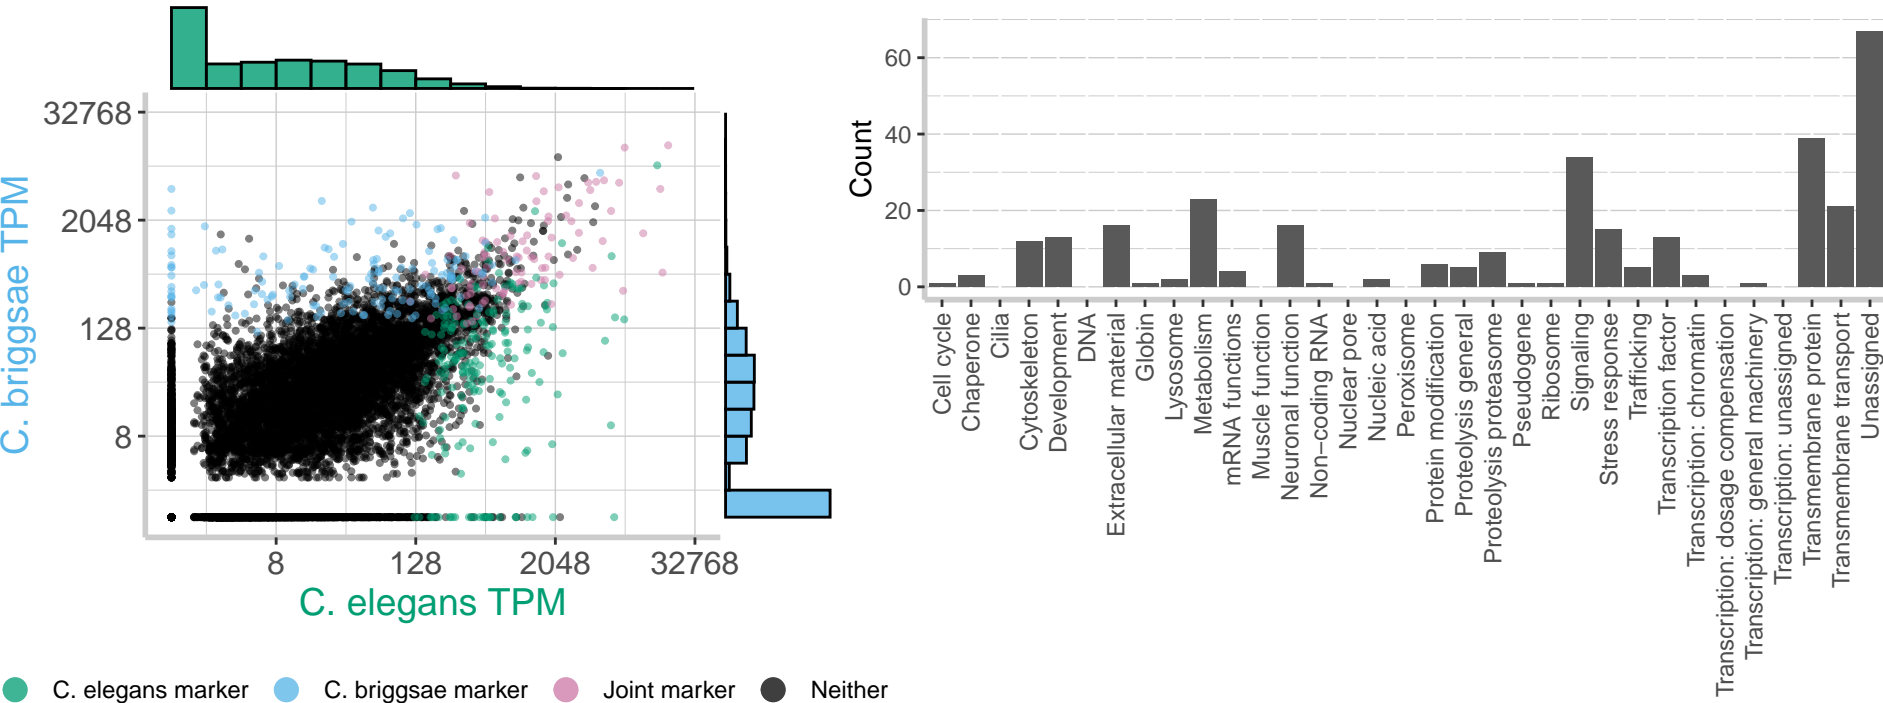 32768
2048
128
8
C. briggsae TPM
8
128
2048
32768
C. elegans TPM
C. elegans marker
C. briggsae marker
Joint marker
Neither
Count
60
40
20
0
Cell cycle
Chaperone
Cilia
Cytoskeleton
Development
DNA
Extracellular material
Globin
Lysosome
Metabolism
mRNA functions
Muscle function
Neuronal function
Non−coding RNA
Nuclear pore
Nucleic acid
Peroxisome
Protein modification
Proteolysis general
Proteolysis proteasome
Pseudogene
Ribosome
Signaling
Stress response
Trafficking
Transcription factor
Transcription: chromatin
Transcription: dosage compensation
Transcription: general machinery
Transcription: unassigned
Transmembrane protein
Transmembrane transport
Unassigned